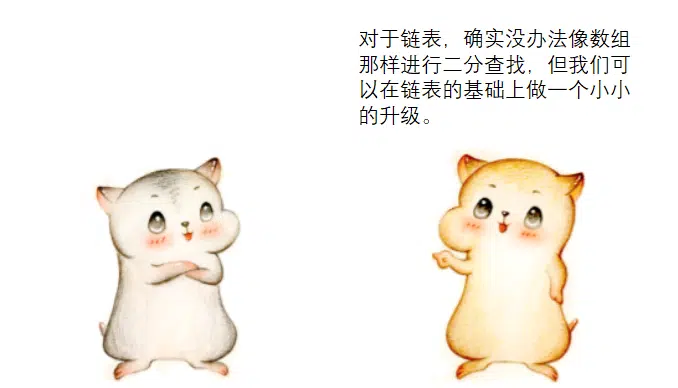 对于链表，确实没办法像数组
那样进行二分查找，但我们可
以在链表的基础上做一个小小
的升级。